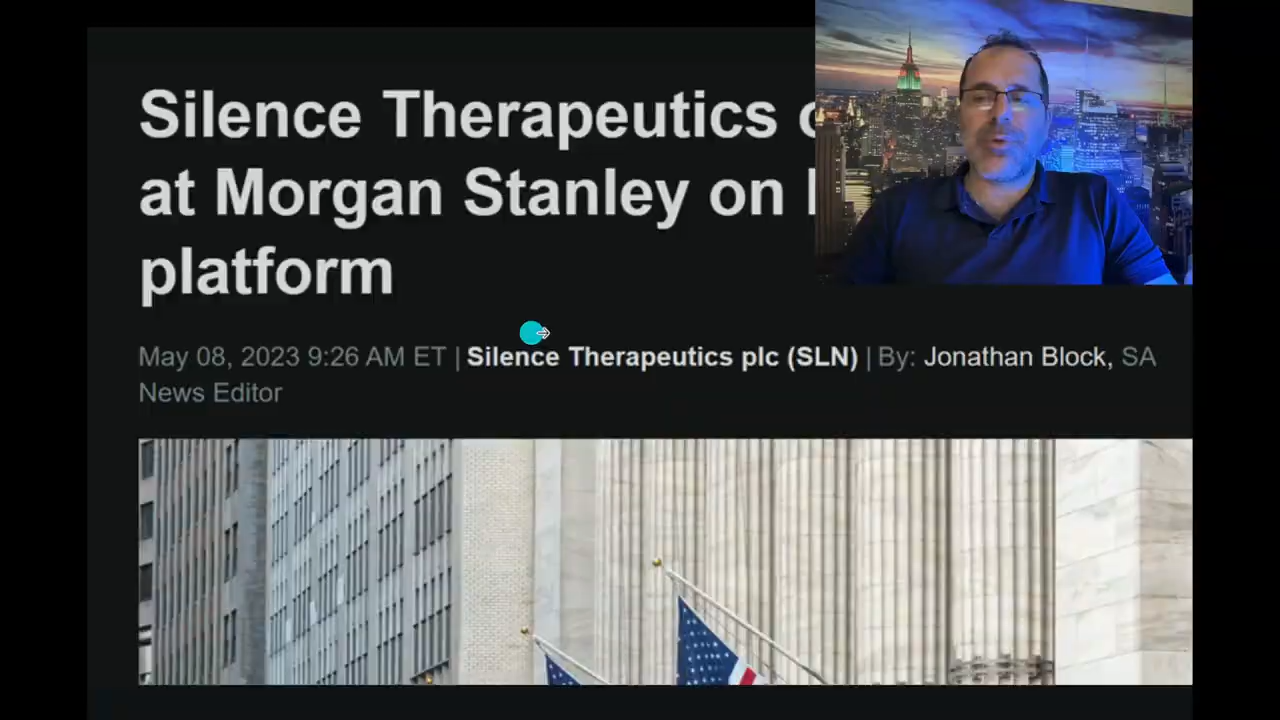 Silence Therapeutics
at Morgan Stanley on
platform
May 08, 2023 9:26 AM ET | Silence Therapeutics plc (SLN) | By: Jonathan Block, SA
News Editor